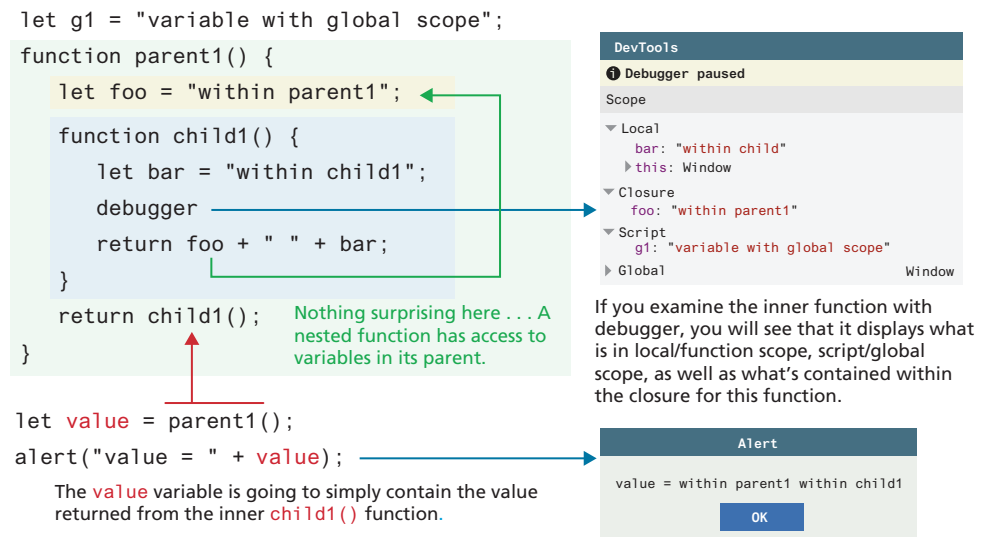 let g1 = "variable with global scope";
function parent1() {
let foo = "within parent1";
function child1() {
let bar = "within child1";
debugger
return foo + " " + bar;
}
return child1();
}
Nothing surprising here . . . A
nested function has access to
variables in its parent.
let value = parent1();
alert("value = " + value);
The value variable is going to simply contain the value
returned from the inner child1() function.
DevTools
i Debugger paused
Scope
Local
bar: "within child"
this: Window
Closure
foo: "within parent1"
Script
g1: "variable with global scope"
Global Window
If you examine the inner function with
debugger, you will see that it displays what
is in local/function scope, script/global
scope, as well as what's contained within
the closure for this function.
Alert
value = within parent1 within child1
OK